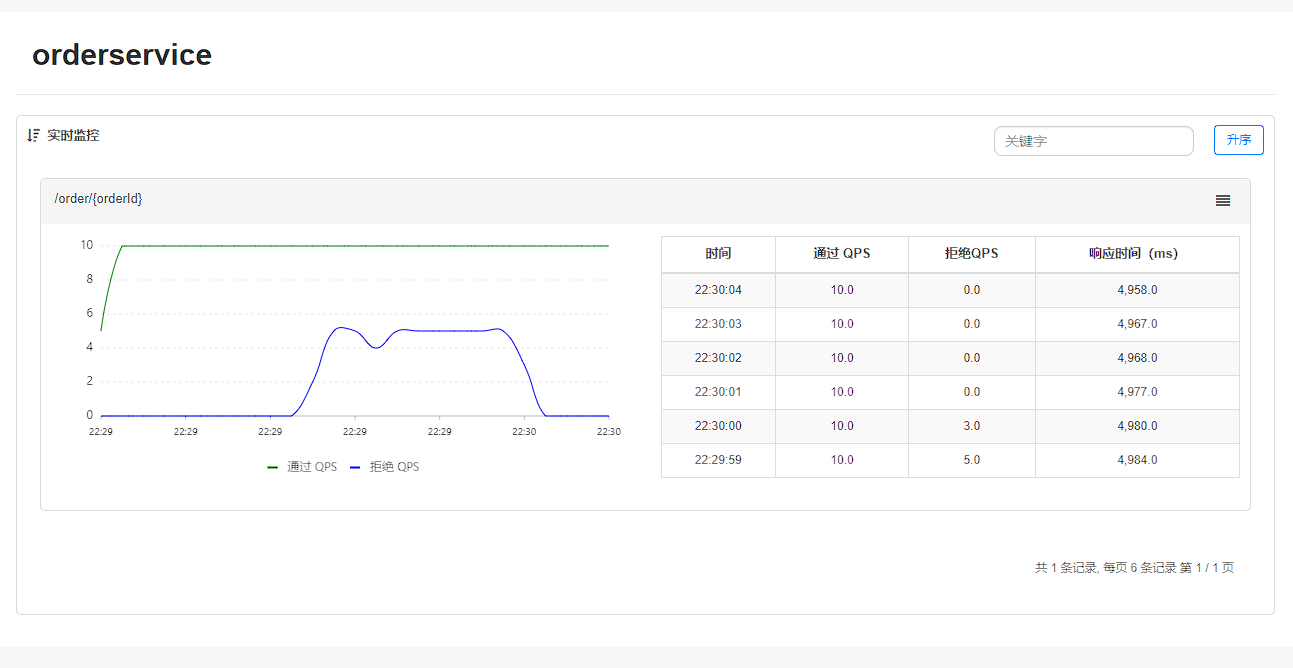 orderservice
实时监控
关键字
升序
/order/{orderId}
10
8
6
4
2
0
22:29 22:29 22:29 22:29 22:29 22:30 22:30
通过 QPS 拒绝 QPS
时间 通过 QPS 拒绝QPS 响应时间（ms）
22:30:04 10.0 0.0 4,958.0
22:30:03 10.0 0.0 4,967.0
22:30:02 10.0 0.0 4,968.0
22:30:01 10.0 0.0 4,977.0
22:30:00 10.0 3.0 4,980.0
22:29:59 10.0 5.0 4,984.0
共 1 条记录, 每页 6 条记录 第 1 / 1 页